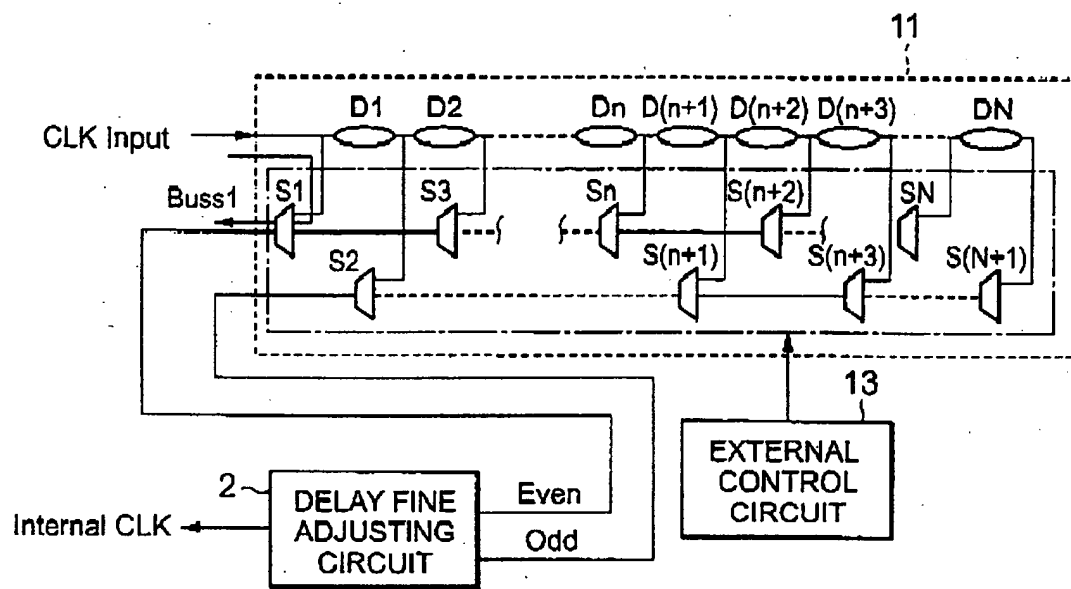 11
D1 D2 Dn D(n+1) D(n+2) D(n+3) DN
CLK Input
Buss1
S1 S3 Sn S(n+2) SN
S2 S(n+1) S(n+3) S(N+1)
13
EXTERNAL
CONTROL
CIRCUIT
2
DELAY FINE
ADJUSTING
CIRCUIT
Even
Odd
Internal CLK